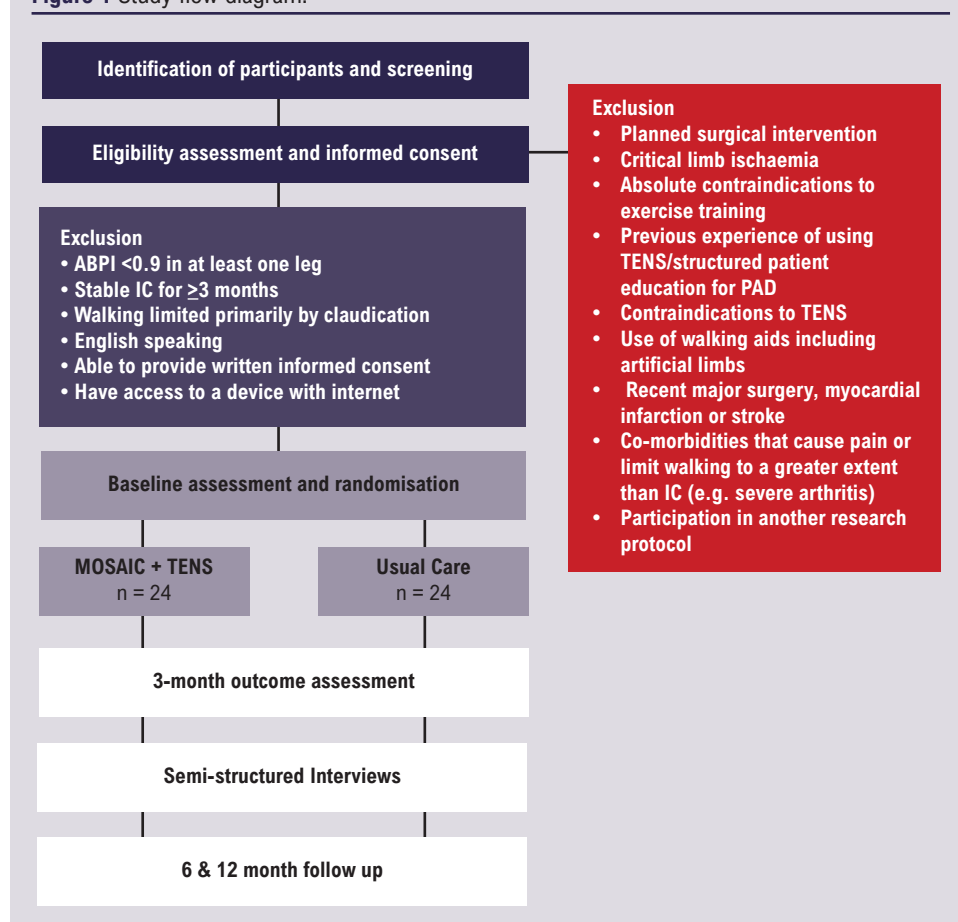 Figure 1 Study flow diagram.
Identification of participants and screening
Eligibility assessment and informed consent
Exclusion
• Planned surgical intervention
• Critical limb ischaemia
• Absolute contraindications to
exercise training
• Previous experience of using
TENS/structured patient
education for PAD
• Contraindications to TENS
• Use of walking aids including
artificial limbs
• Recent major surgery, myocardial
infarction or stroke
• Co-morbidities that cause pain or
limit walking to a greater extent
than IC (e.g. severe arthritis)
• Participation in another research
protocol
Exclusion
• ABPI <0.9 in at least one leg
• Stable IC for ≥3 months
• Walking limited primarily by claudication
• English speaking
• Able to provide written informed consent
• Have access to a device with internet
Baseline assessment and randomisation
MOSAIC + TENS
n = 24
Usual Care
n = 24
3-month outcome assessment
Semi-structured Interviews
6 & 12 month follow up